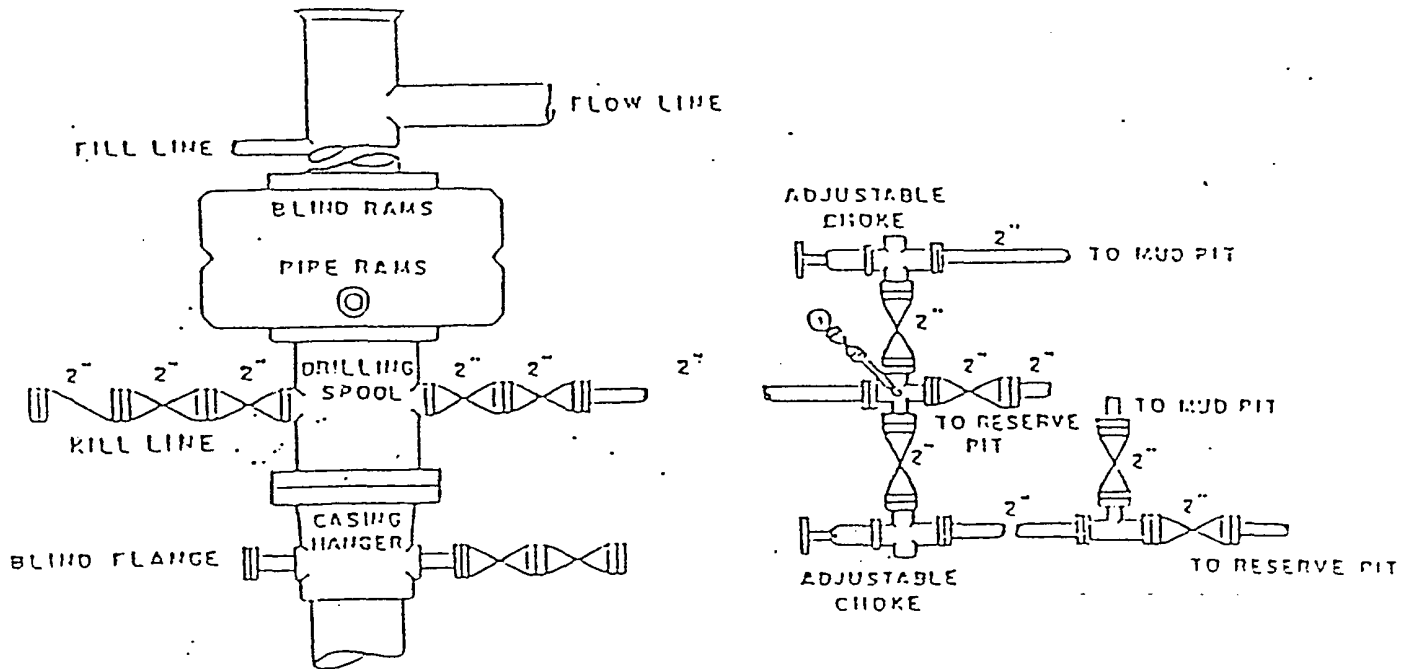 FLOW LINE
FILL LINE
BLIND RAMS
PIPE RAMS
2" 2" 2"
DRILLING
SPOOL
2" 2" 2"
KILL LINE
CASING
HANGER
BLIND FLANGE
ADJUSTABLE
CHOKE
2"
TO MUD PIT
2"
2" 2"
TO RESERVE
PIT
TO MUD PIT
2"
2"
2"
2"
TO RESERVE PIT
ADJUSTABLE
CHOKE